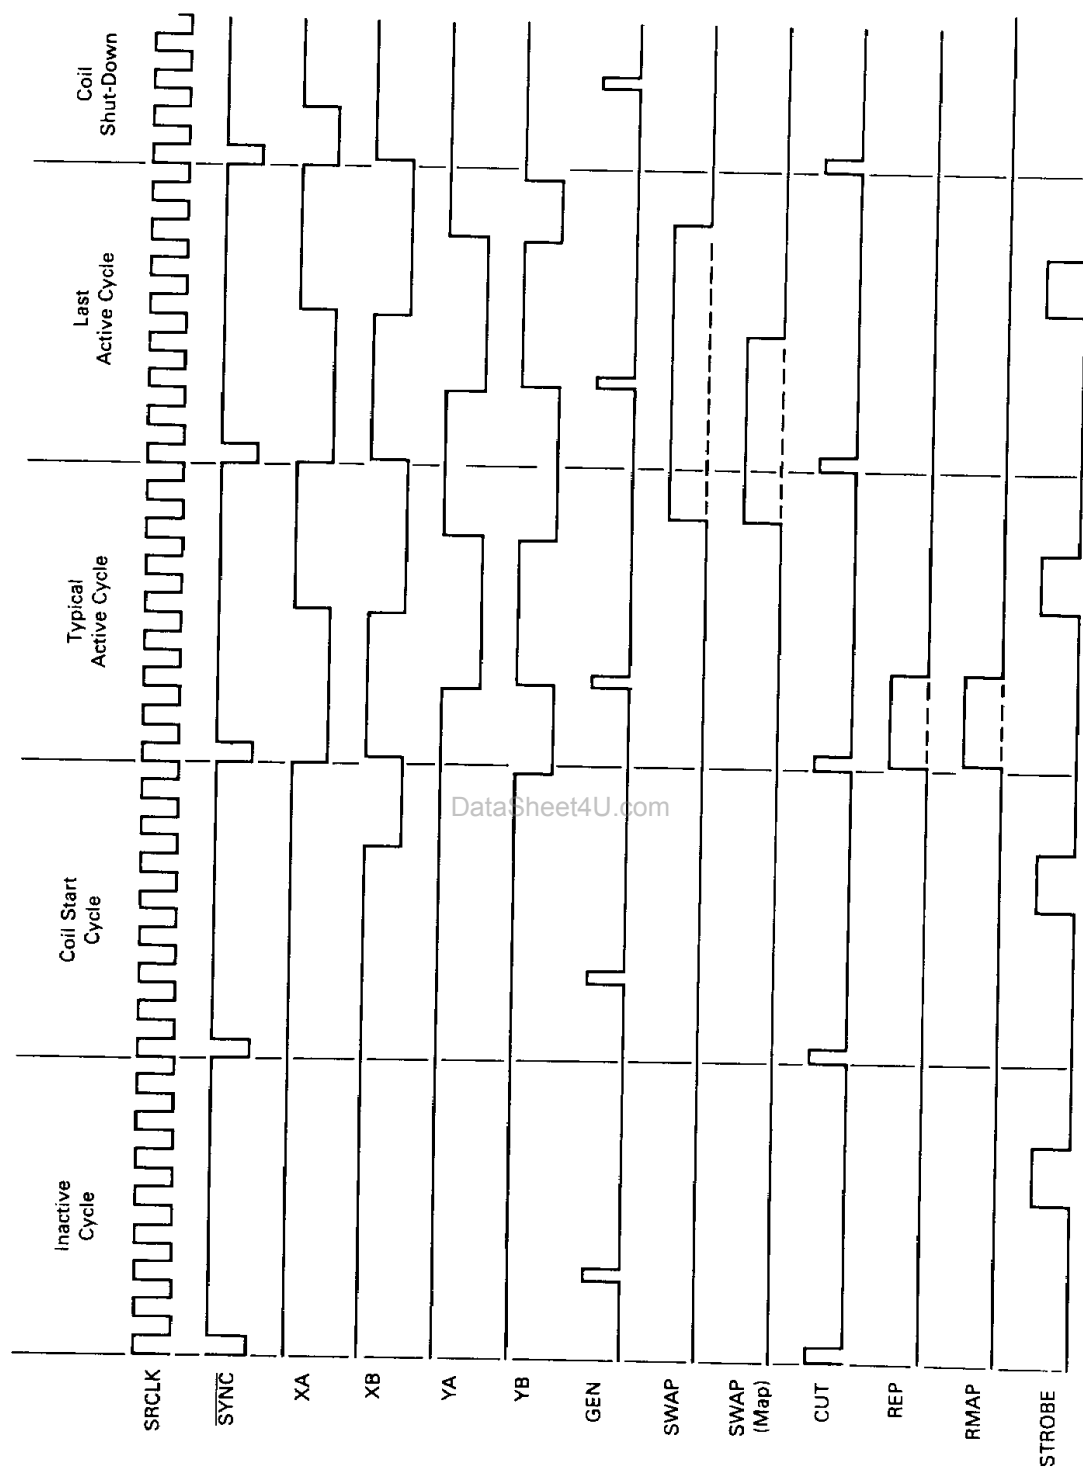 Inactive
Cycle
Coil Start
Cycle
Typical
Active Cycle
Last
Active Cycle
Coil
Shut-Down
SRCLK
SYNC
XA
XB
YA
YB
GEN
SWAP
SWAP
(Map)
CUT
REP
RMAP
STROBE
DataSheet4U.com